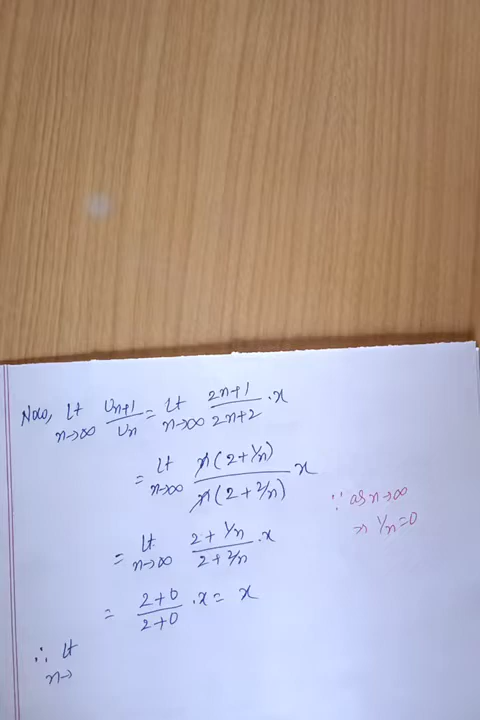 Now, Lt n→∞ Un+1/Un = Lt n→∞ 2n+1/2n+2 . x
= Lt n→∞ n(2+1/n)/n(2+2/n) x
∵ as n→∞
⇒ 1/n=0
= Lt n→∞ 2+1/n/2+2/n . x
= 2+0/2+0 . x = x
∴ Lt n→